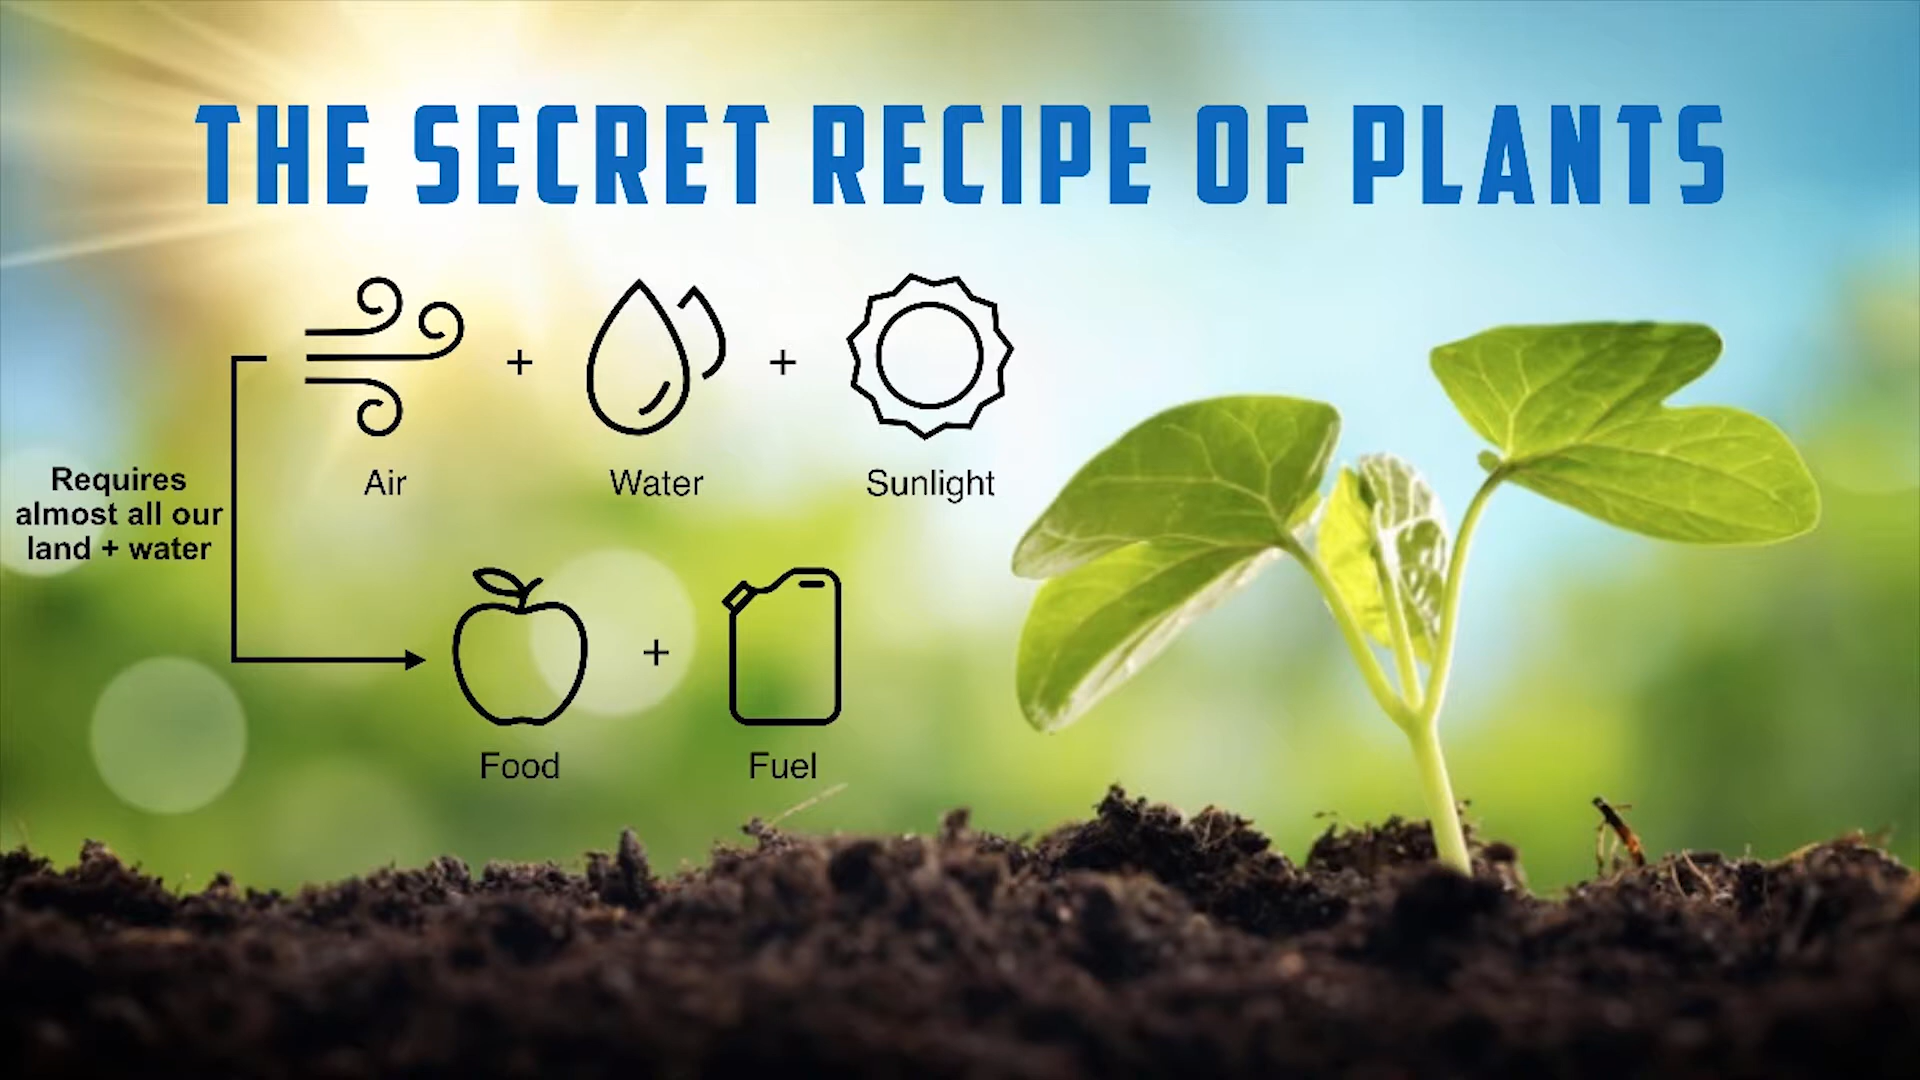 THE SECRET RECIPE OF PLANTS
+
+
Air
Water
Sunlight
Requires
almost all our
land + water
+
Food
Fuel